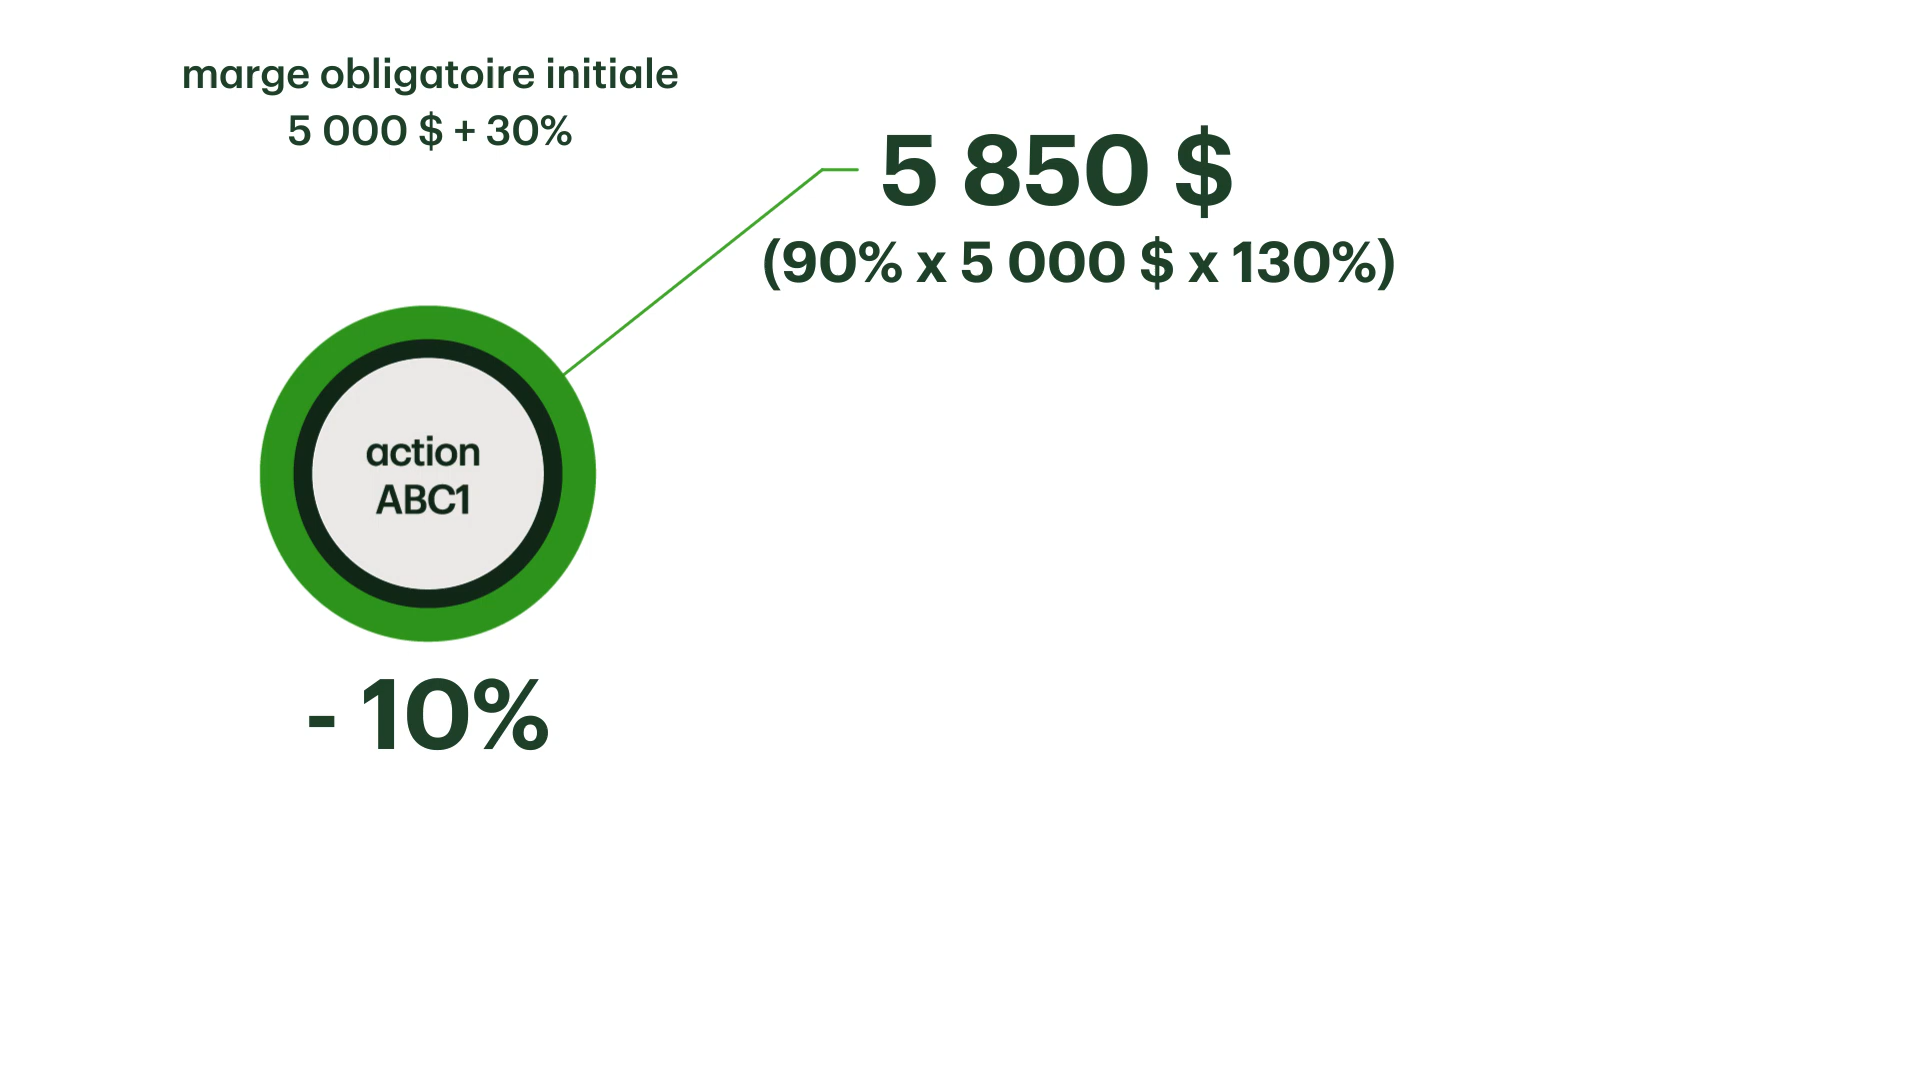 marge obligatoire initiale
5 000 $ + 30%
5 850 $
(90% x 5 000 $ x 130%)
action
ABC1
- 10%